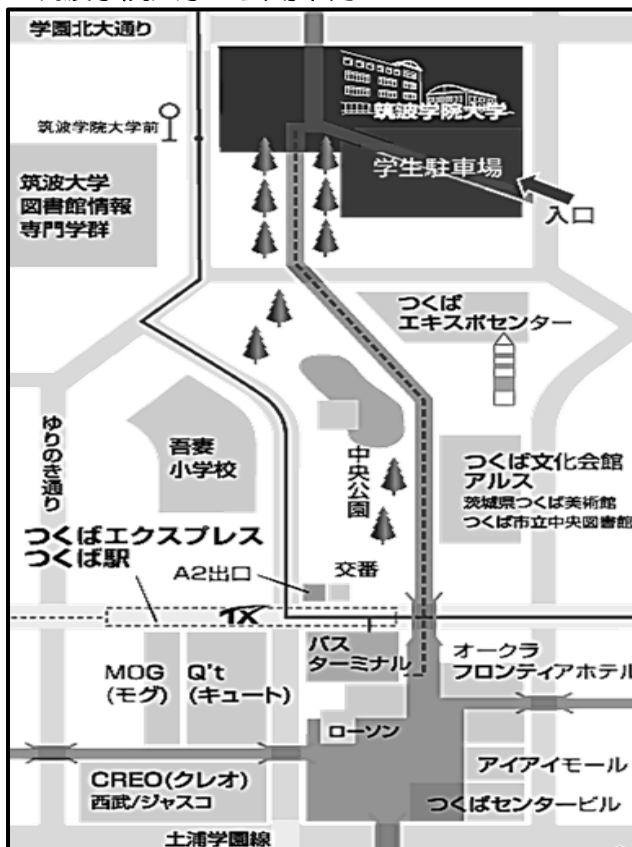 学園北大通り
筑波学院大学
筑波学院大学前
学生駐車場
入口
筑波大学
図書館情報
専門学群
つくば
エキスポセンター
ゆりのき通り
吾妻
小学校
中央公園
つくば文化会館
アルス
茨城県つくば美術館
つくば市立中央図書館
つくばエクスプレス
つくば駅
A2出口
交番
TX
バス
ターミナル
オークラ
フロンティアホテル
MOG
(モグ)
Q't
(キュート)
ローソン
アイアイモール
CREO(クレオ)
西武/ジャスコ
つくばセンタービル
土浦学園線